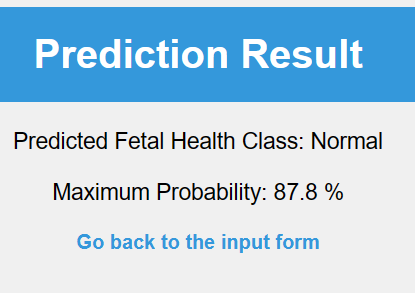 Prediction Result
Predicted Fetal Health Class: Normal
Maximum Probability: 87.8 %
Go back to the input form